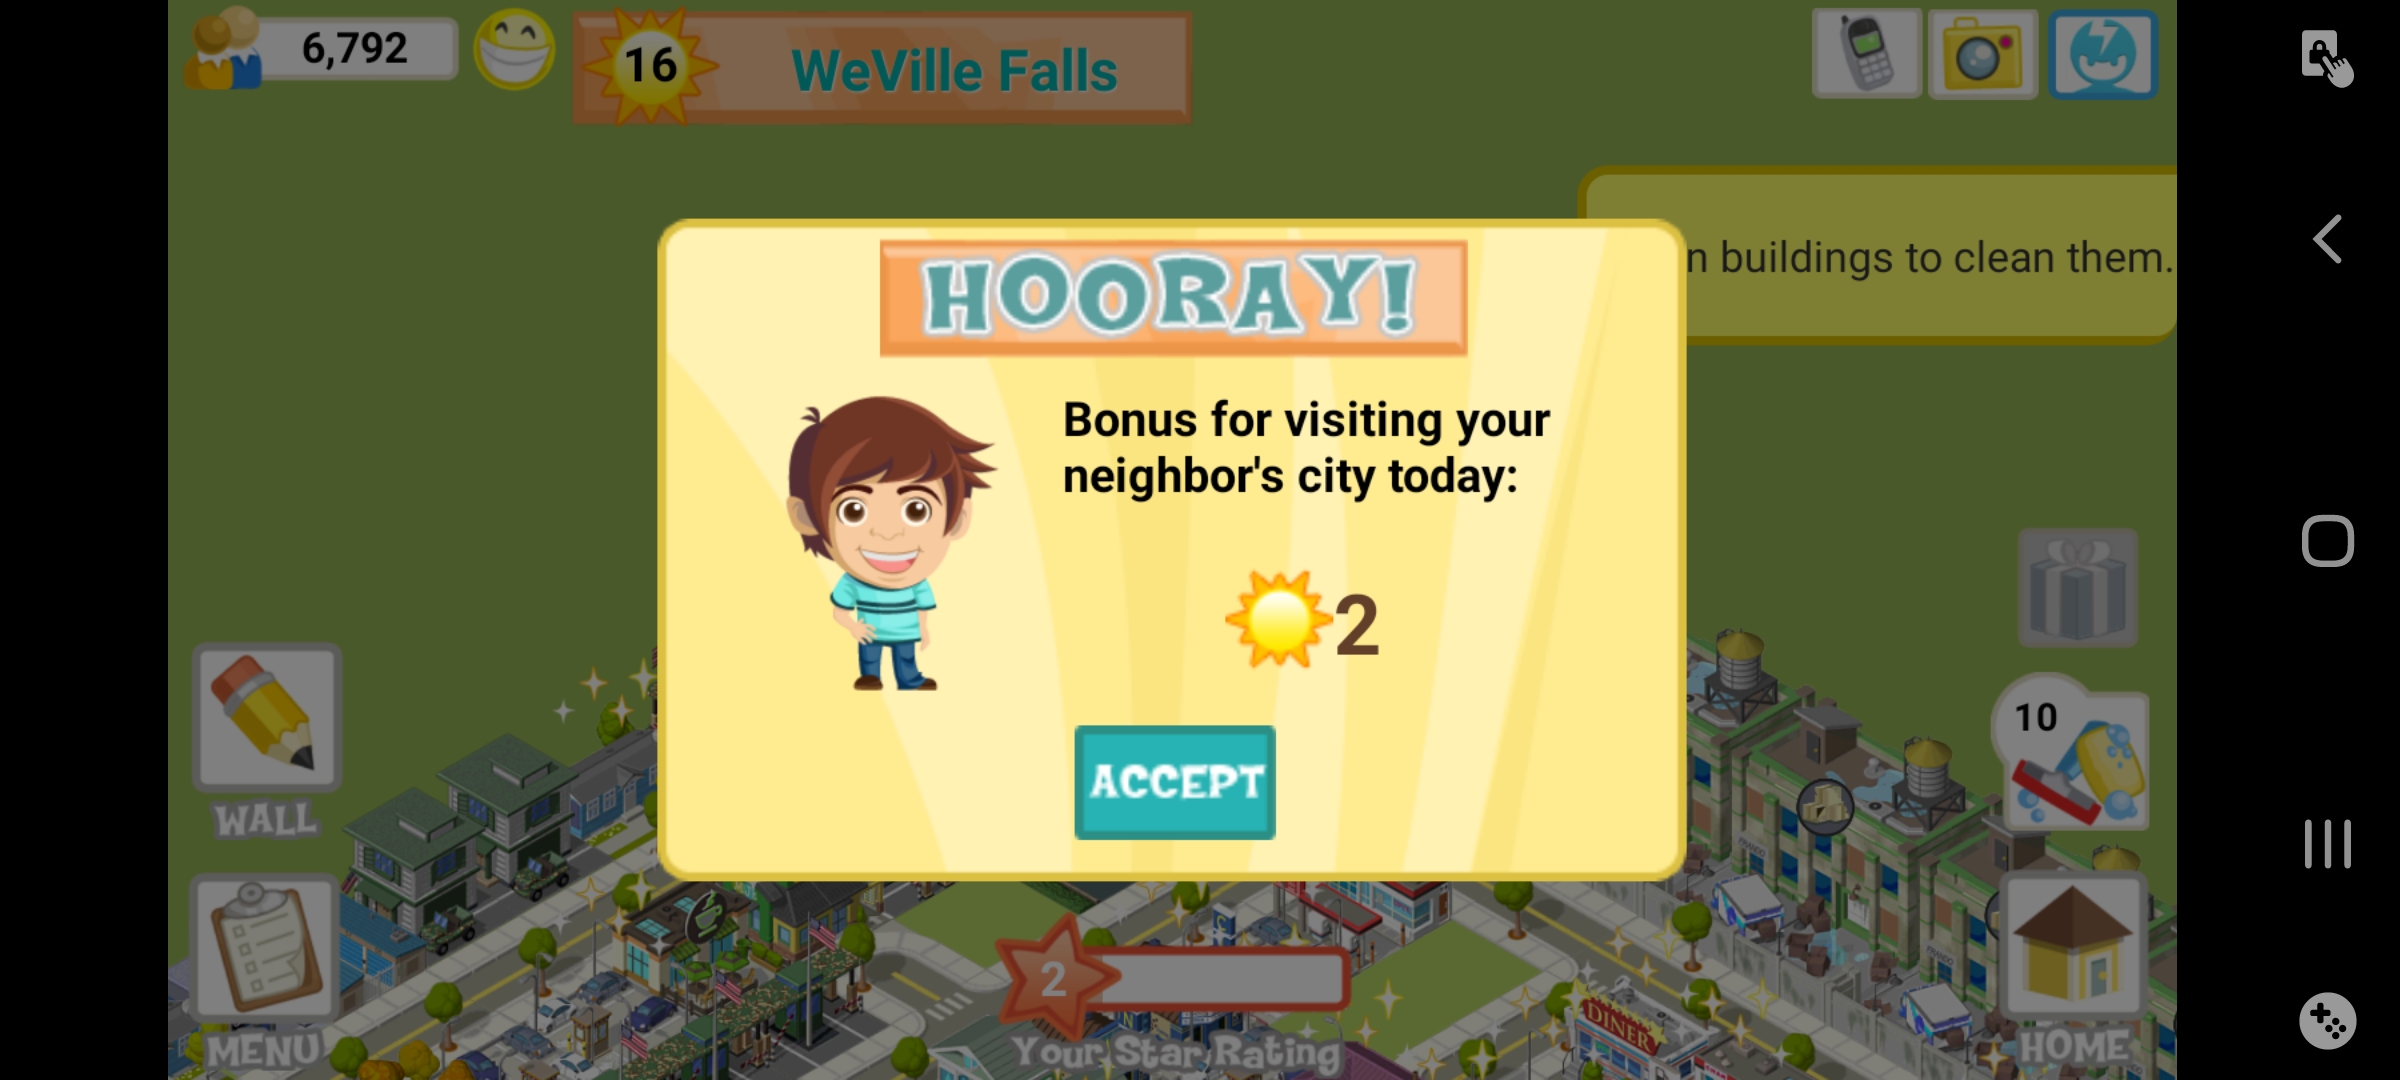 6,792
16
WeVille Falls
n buildings to clean them.
HOORAY!
Bonus for visiting your
neighbor's city today:
2
ACCEPT
10
WALL
MENU
2
Your Star Rating
DINER
HOME